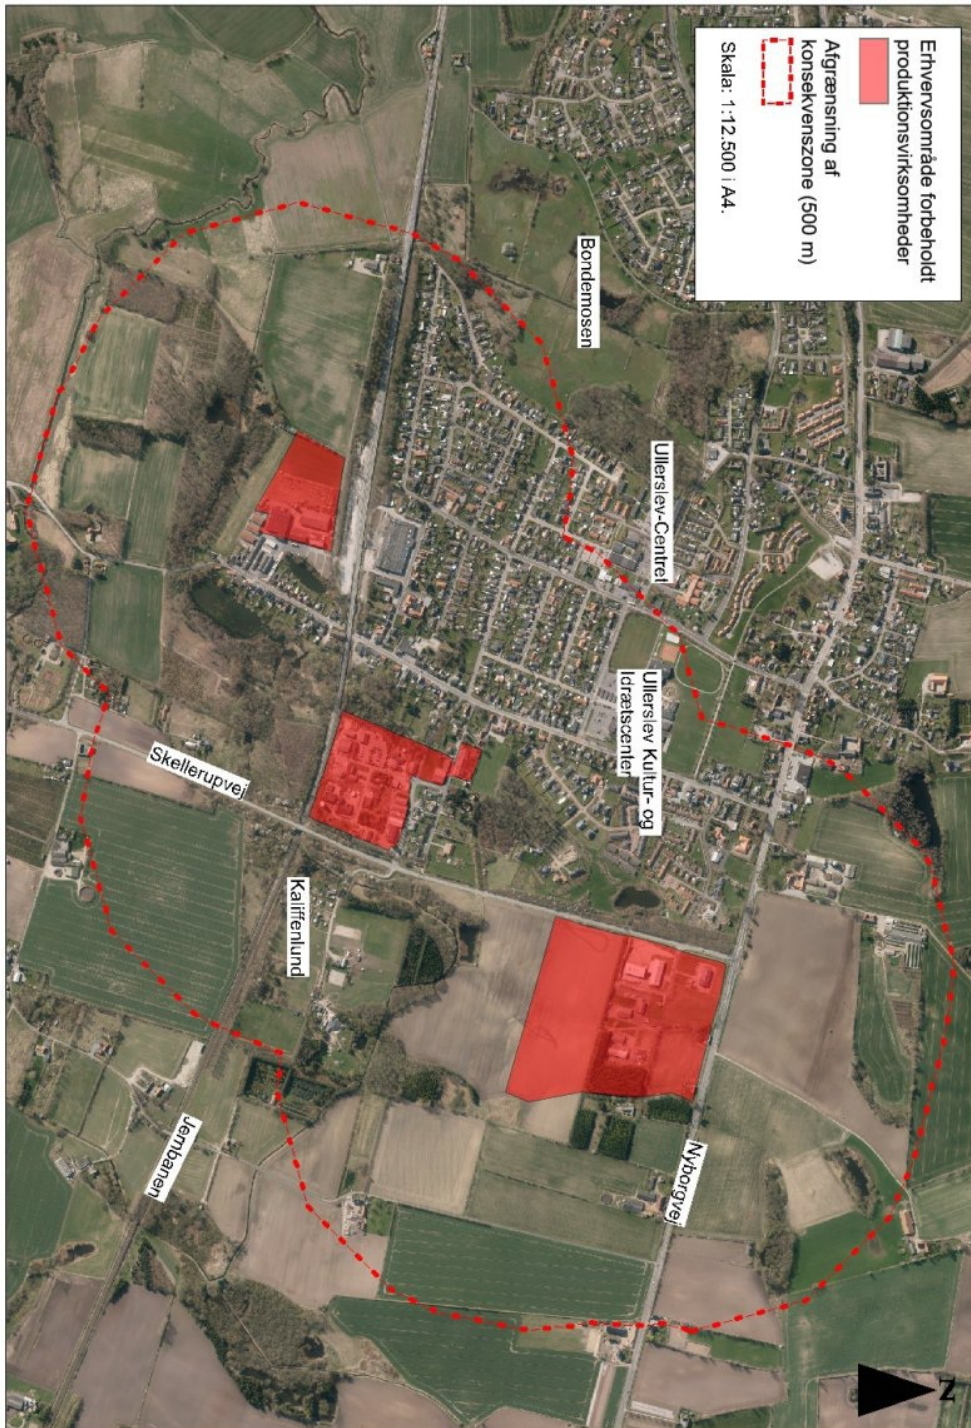 Erhvervsområde forbeholdt
produktionsvirksomheder
Afgrænsning af
konsekvenszone (500 m)
Skala: 1:12.500 i A4.
Bondemosen
Ullerslev-Centret
Ullerslev Kultur- og
Idrætscenter
Skellerupvej
Kaliffenlund
Jernbanen
Nyborgvej
N